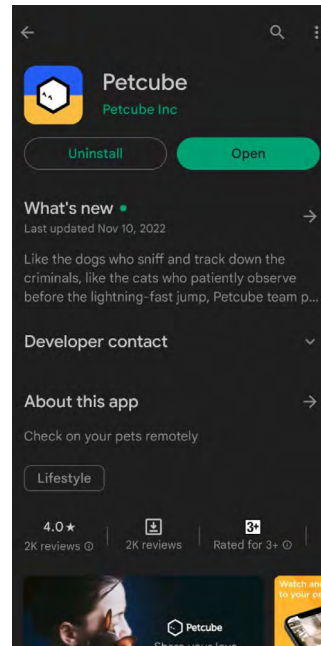 Petcube
Petcube Inc
Uninstall
Open
What's new
Last updated Nov 10, 2022
Like the dogs who sniff and track down the
criminals, like the cats who patiently observe
before the lightning-fast jump, Petcube team p...
Developer contact
About this app
Check on your pets remotely
Lifestyle
4.0★
2K reviews
2K reviews
3+
Rated for 3+
Petcube
Share your love
Watch and
to your pe